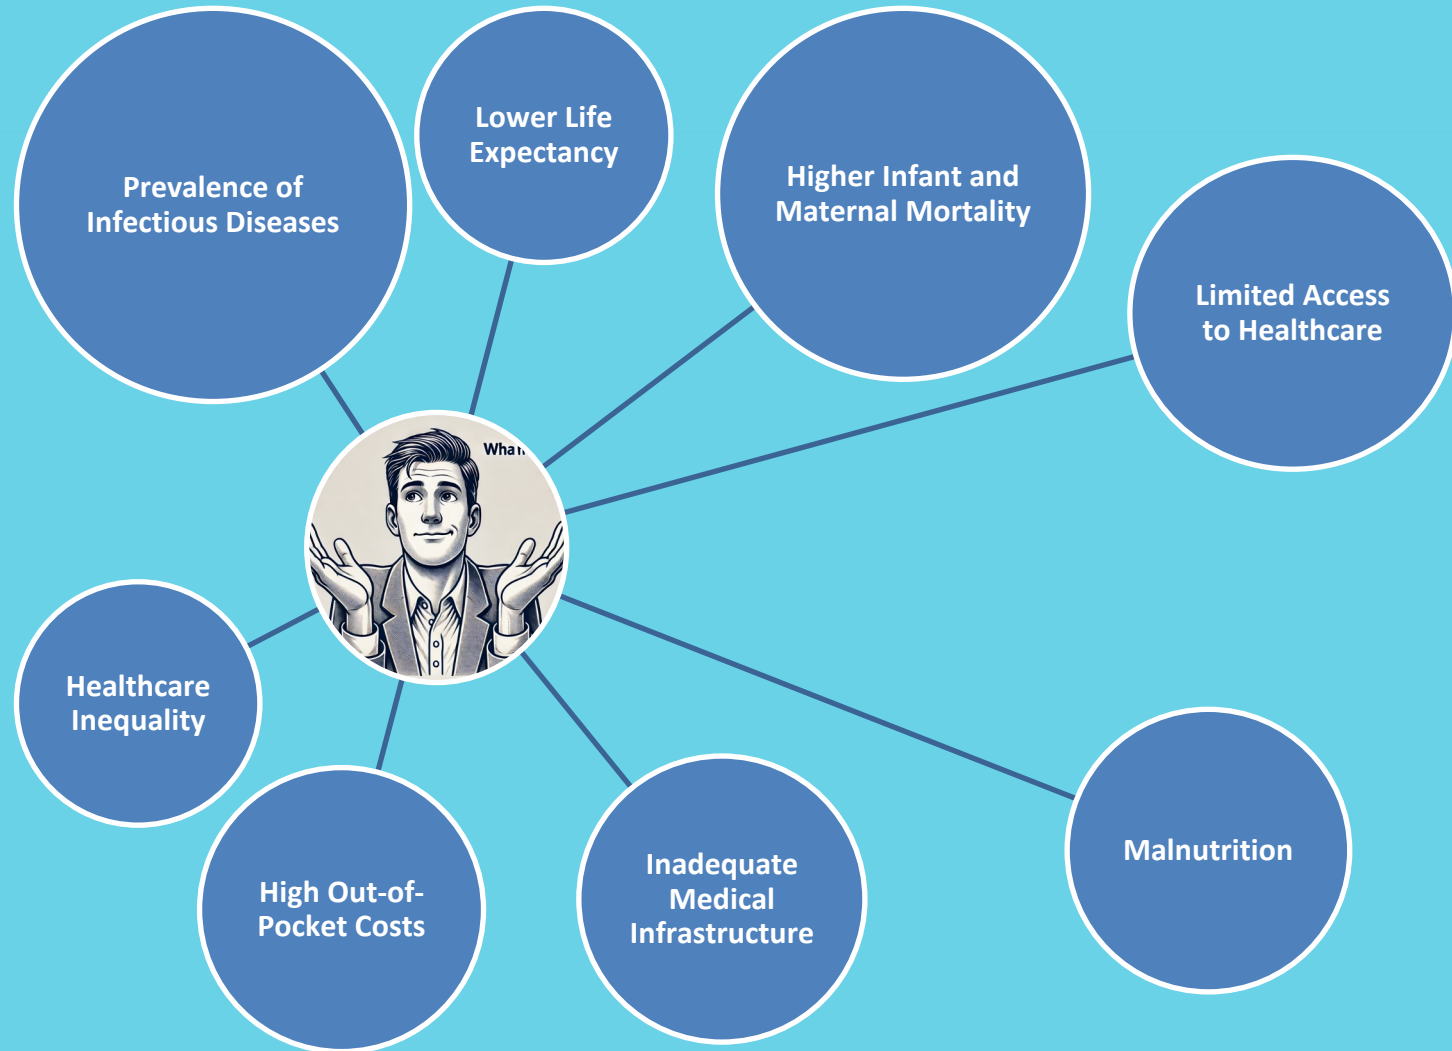 Prevalence of
Infectious Diseases
Lower Life
Expectancy
Higher Infant and
Maternal Mortality
Limited Access
to Healthcare
Healthcare
Inequality
High Out-of-
Pocket Costs
Inadequate
Medical
Infrastructure
Malnutrition